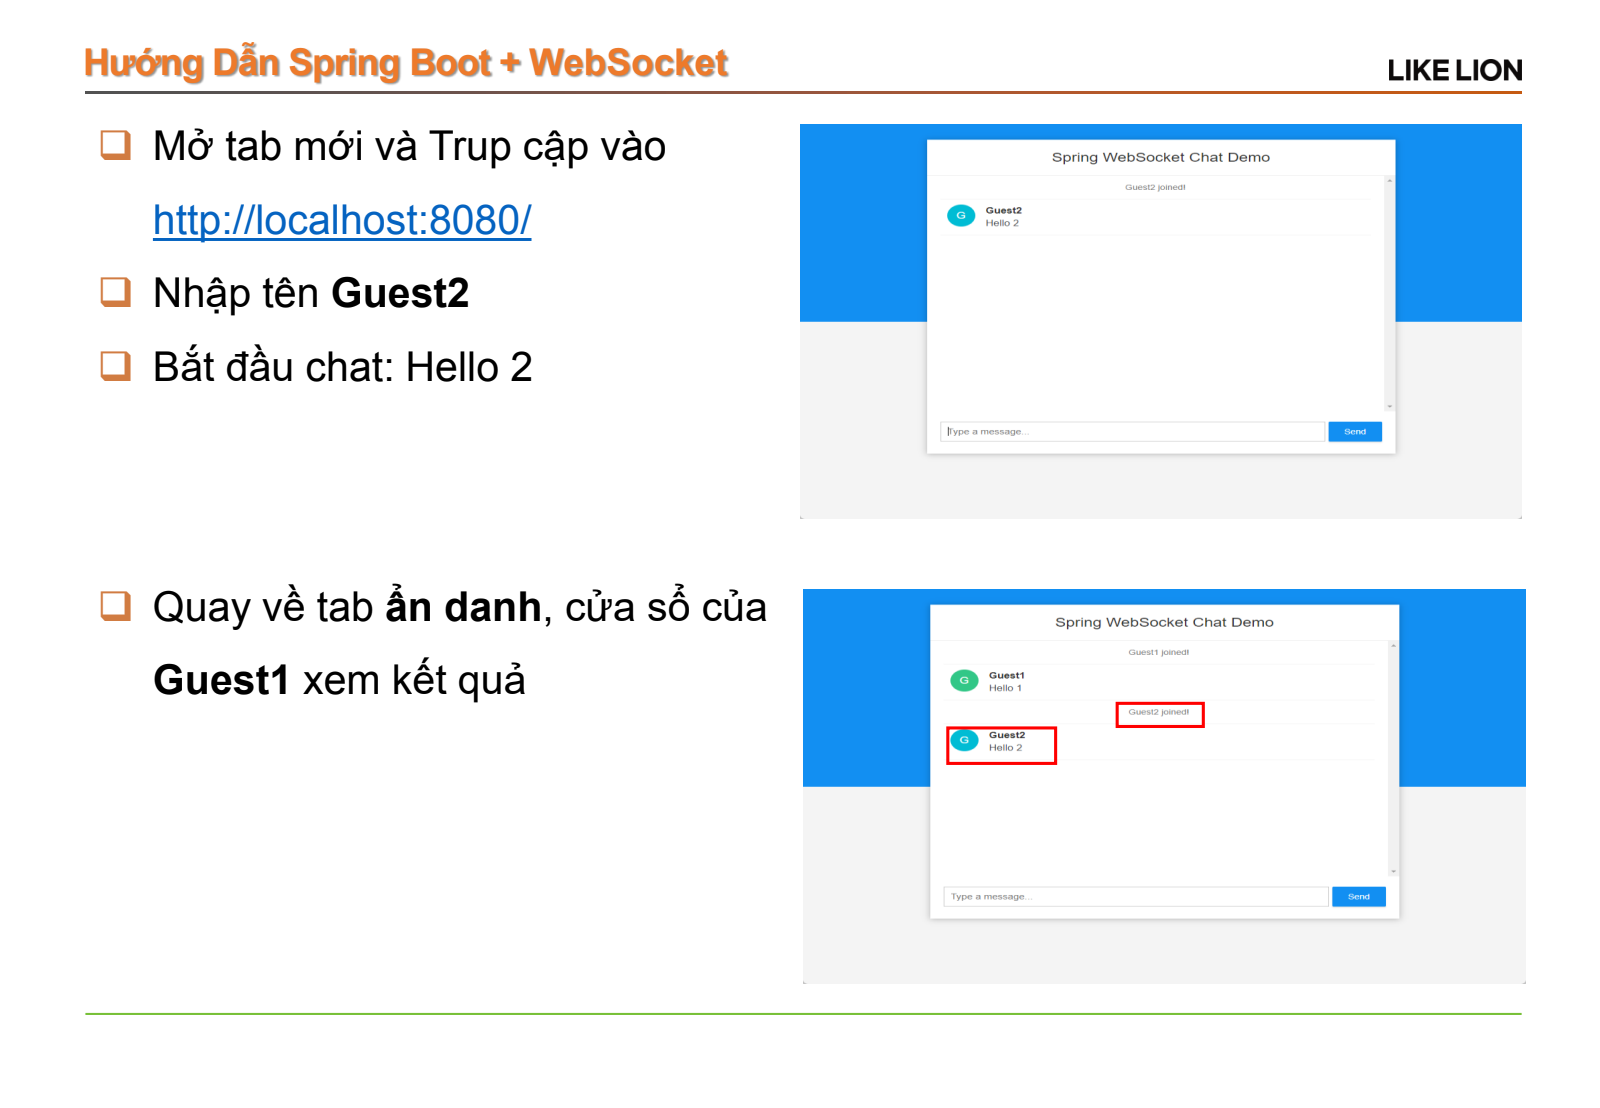 Hướng Dẫn Spring Boot + WebSocket
LIKE LION
Mở tab mới và Trup cập vào
http://localhost:8080/
Nhập tên Guest2
Bắt đầu chat: Hello 2
Spring WebSocket Chat Demo
Guest2 joined!
G
Guest2
Hello 2
Type a message...
Send
Quay về tab ẩn danh, cửa sổ của
Guest1 xem kết quả
Spring WebSocket Chat Demo
Guest1 joined!
G
Guest1
Hello 1
Guest2 joined!
G
Guest2
Hello 2
Type a message...
Send